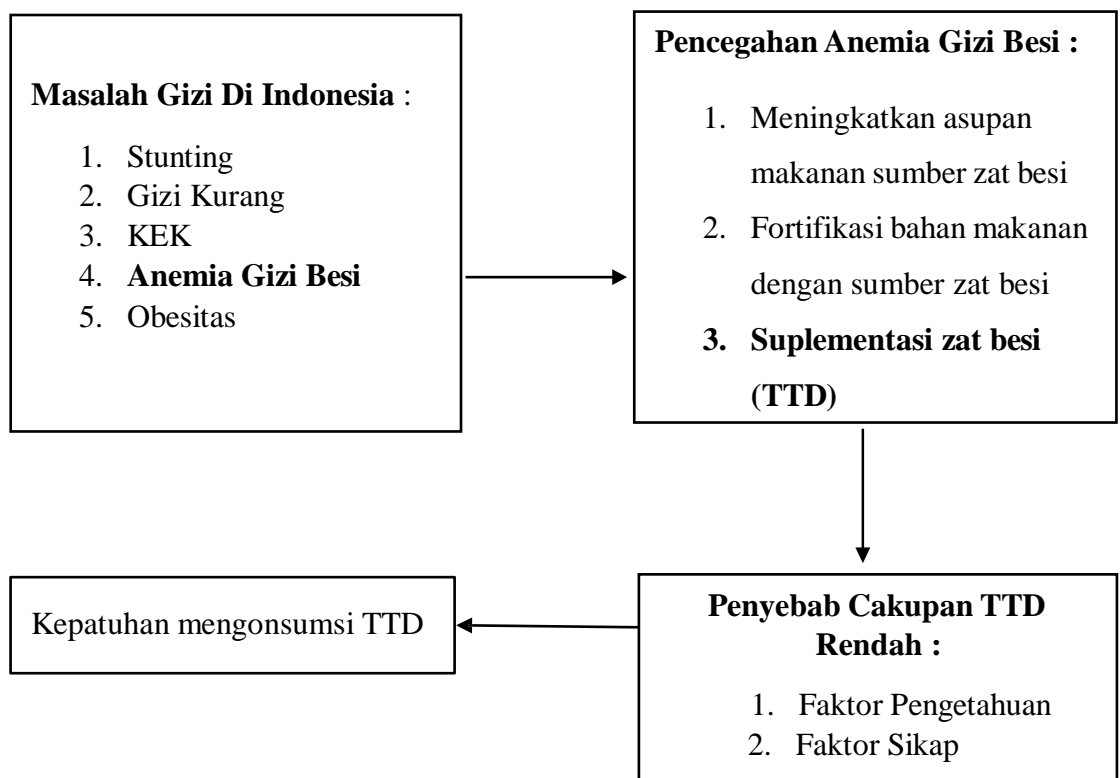 Masalah Gizi Di Indonesia :
1. Stunting
2. Gizi Kurang
3. KEK
4. Anemia Gizi Besi
5. Obesitas
Pencegahan Anemia Gizi Besi :
1. Meningkatkan asupan
makanan sumber zat besi
2. Fortifikasi bahan makanan
dengan sumber zat besi
3. Suplementasi zat besi
(TTD)
Penyebab Cakupan TTD
Rendah :
1. Faktor Pengetahuan
2. Faktor Sikap
Kepatuhan mengonsumsi TTD